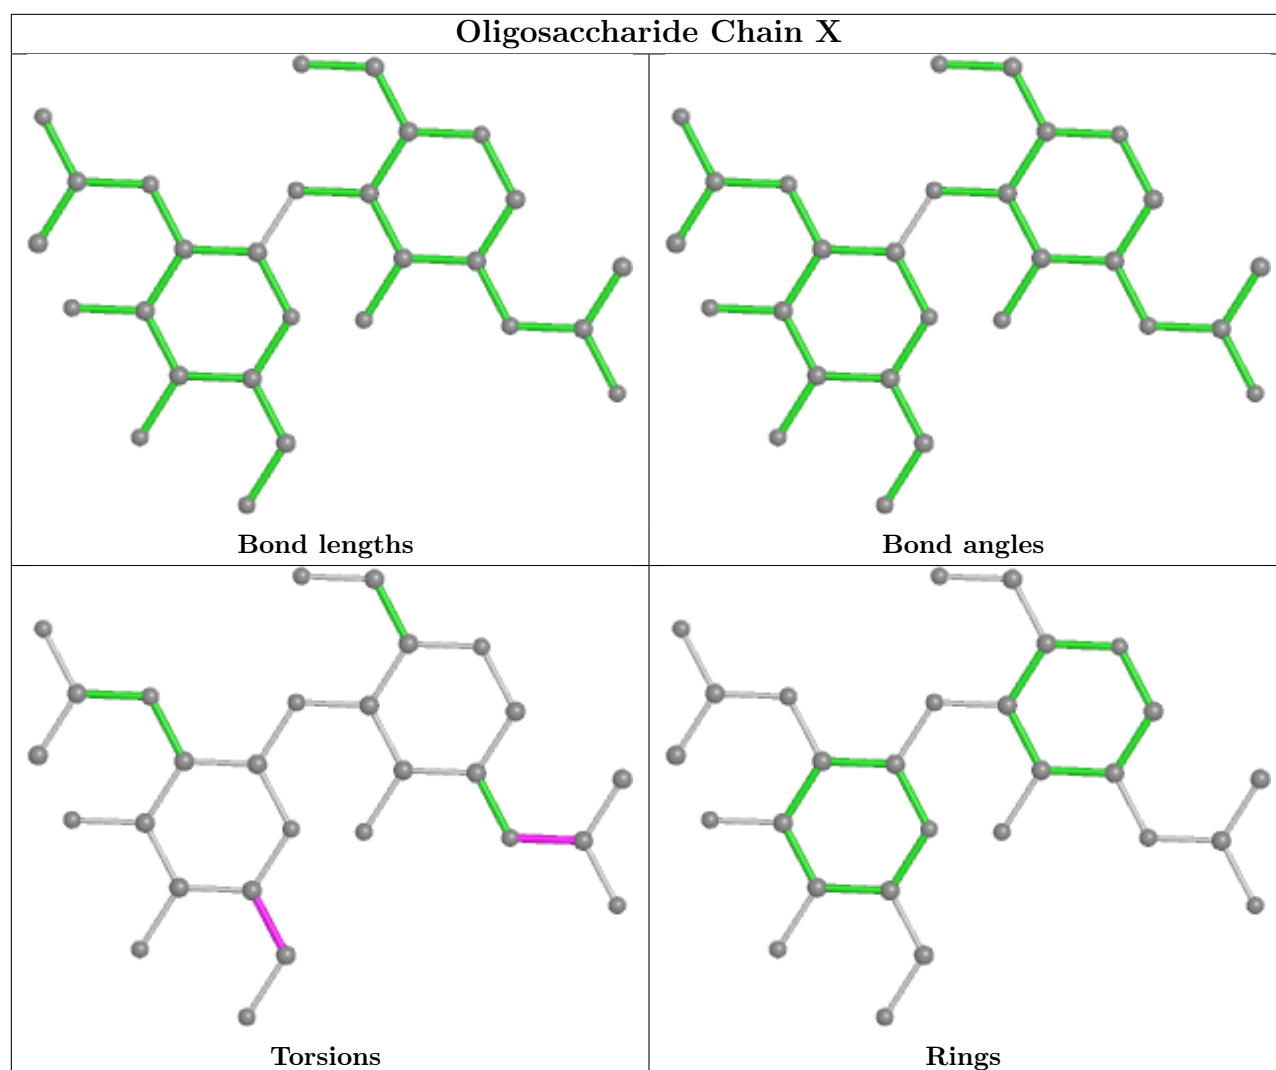 Oligosaccharide Chain X
Bond lengths
Bond angles
Torsions
Rings